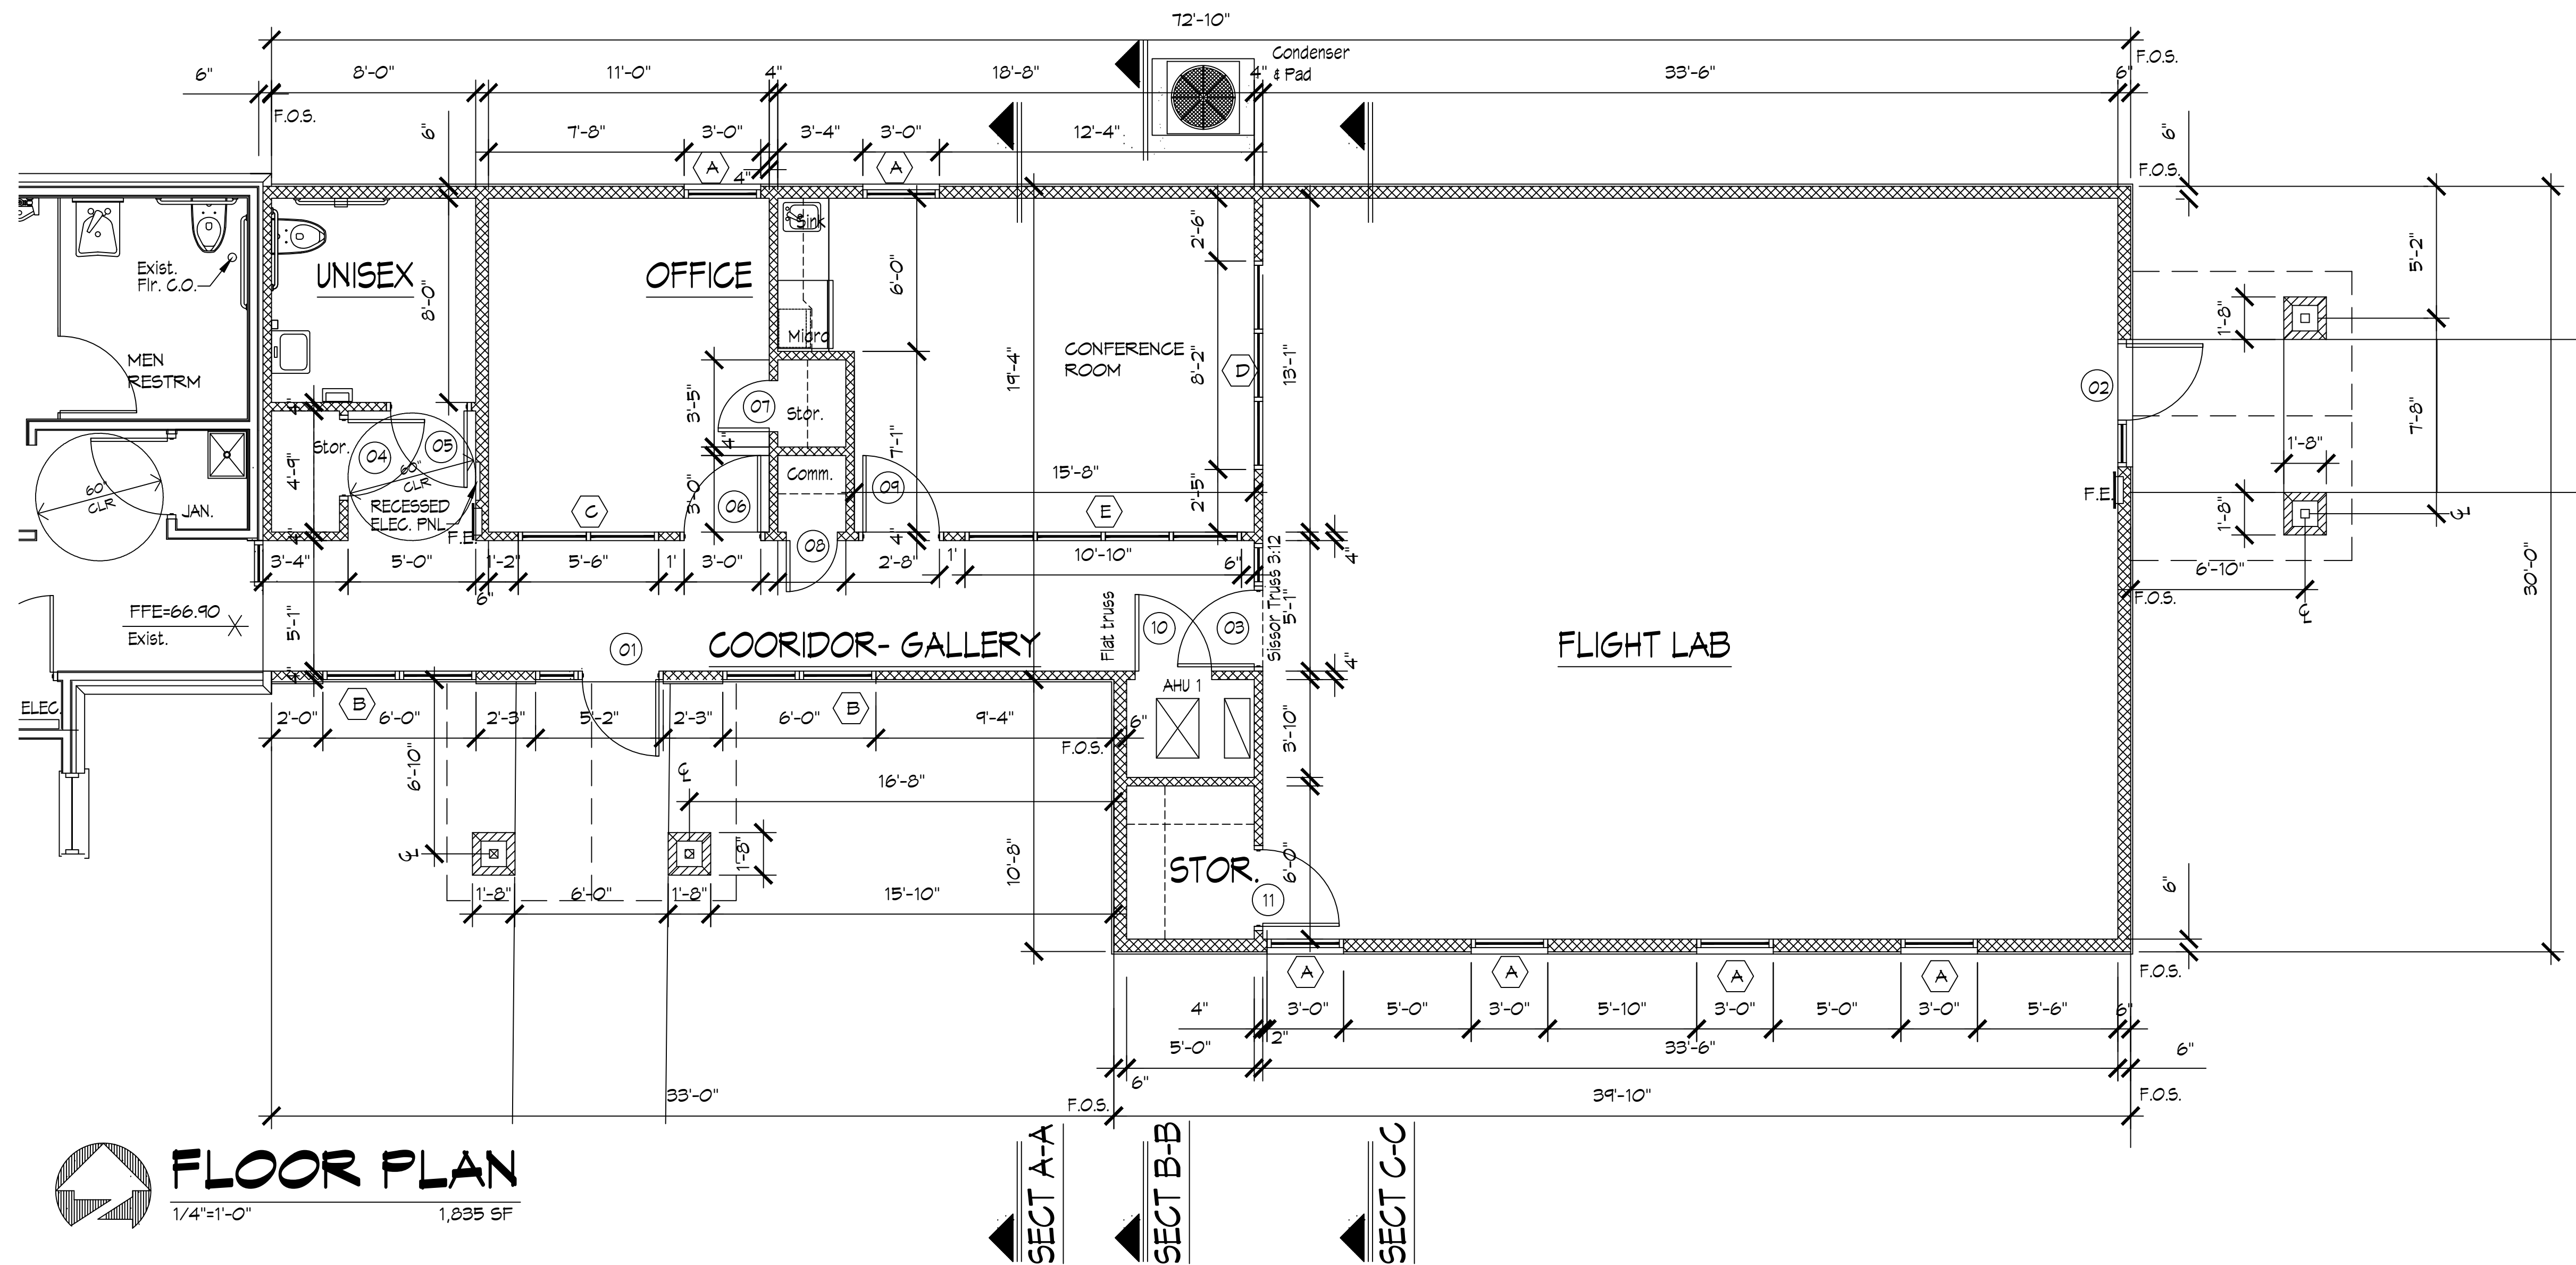 72'-10"
Condenser
& Pad
F.O.S.
6"
8'-0"
11'-0"
4"
18'-8"
4"
33'-6"
6"
F.O.S.
6"
7'-8"
3'-0"
3'-4"
3'-0"
12'-4"
6"
A
A
4"
F.O.S.
Sink
5'-2"
2'-6"
Exist.
Flr. C.O.
UNISEX
OFFICE
8'-0"
6'-0"
1'-8"
Micro
MEN
RESTRM
CONFERENCE
ROOM
19'-4"
8'-2"
D
13'-1"
02
4"
3'-5"
07
Stor.
7'-8"
Stor.
04
05
4"
7'-1"
1'-8"
60"
CLR
4'-9"
60"
CLR
Comm.
15'-8"
3'-0"
09
2'-5"
F.E.
JAN.
RECESSED
ELEC. PNL
C
06
E
1'-8"
℄
4"
F.E.
08
4"
3'-4"
5'-0"
1'-2"
5'-6"
1'
3'-0"
2'-8"
1'
10'-10"
6"
4"
6"
6'-10"
F.O.S.
℄
30'-0"
FFE=66.90
Exist.
5'-1"
01
COORIDOR- GALLERY
Flat truss
10
03
Sissor Truss 3:12
5'-1"
FLIGHT LAB
4"
4"
AHU 1
ELEC.
2'-0"
B
6'-0"
2'-3"
5'-2"
2'-3"
6'-0"
B
9'-4"
6"
F.O.S.
3'-10"
6'-10"
℄
16'-8"
℄
1'-8"
10'-8"
STOR.
6'-0"
11
6"
1'-8"
6'-0"
1'-8"
15'-10"
A
A
A
A
F.O.S.
4"
3'-0"
5'-0"
3'-0"
5'-10"
3'-0"
5'-0"
3'-0"
5'-6"
6"
2"
5'-0"
33'-6"
6"
6"
33'-0"
F.O.S.
39'-10"
F.O.S.
FLOOR PLAN
1/4"=1'-0"
1,835 SF
SECT A-A
SECT B-B
SECT C-C